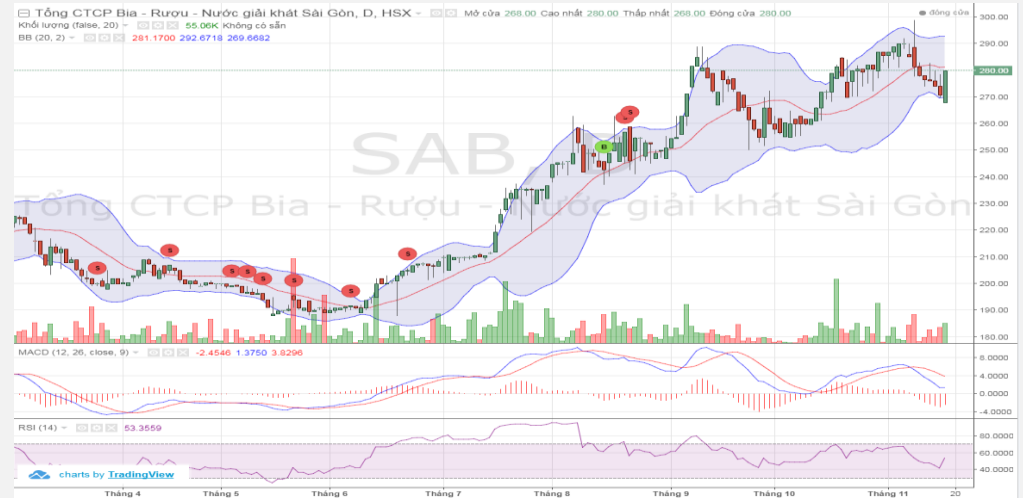 Tổng CTCP Bia - Rượu - Nước giải khát Sài Gòn, D, HSX Mở cửa 268.00 Cao nhất 280.00 Thấp nhất 268.00 Đóng cửa 280.00
đóng cửa
Khối lượng (false, 20) 55.06K Không có sẵn
BB (20, 2) 281.1700 292.6718 269.6682
300.00
290.00
280.00
270.00
260.00
250.00
240.00
230.00
220.00
210.00
200.00
190.00
180.00
SAB, D
Tổng CTCP Bia - Rượu - Nước giải khát Sài Gòn
S
S
S
S
S
S
S
S
B
S
MACD (12, 26, close, 9) -2.4546 1.3750 3.8296
8.0000
4.0000
0.0000
-4.0000
RSI (14) 53.3559
80.0000
60.0000
40.0000
charts by TradingView
Tháng 4 Tháng 5 Tháng 6 Tháng 7 Tháng 8 Tháng 9 Tháng 10 Tháng 11 20